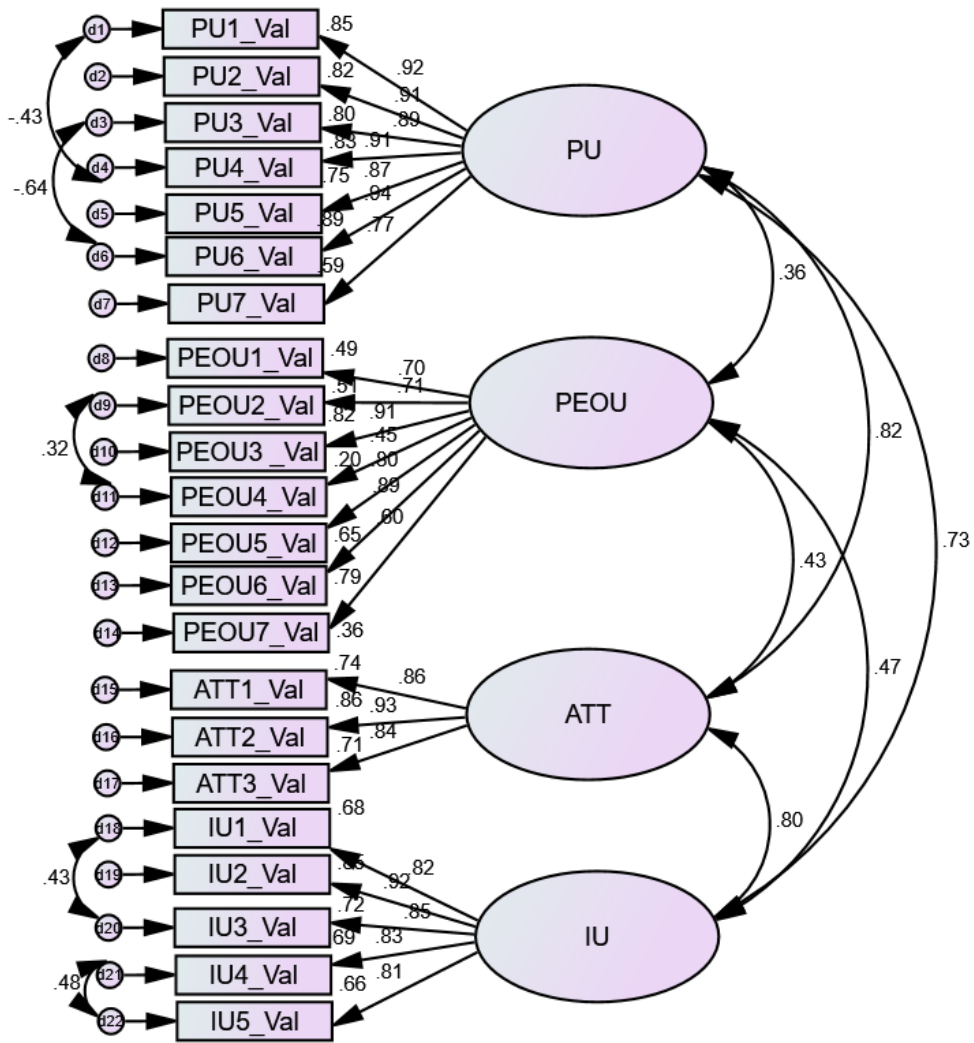 d1 PU1_Val .85
.92
d2 PU2_Val .82
.91
-.43
d3 PU3_Val .80
.89
PU
.83 .91
d4 PU4_Val
.75 .87
-.64
.94
d5 PU5_Val
.89 .77
d6 PU6_Val
.59
.36
d7 PU7_Val
d8 PEOU1_Val .49
.70
.51 .71
d9 PEOU2_Val
PEOU
.82 .91
.82
.32
d10 PEOU3 _Val .45
.20 .80
d11 PEOU4_Val .89
.60
d12 PEOU5_Val .65
.73
.43
d13 PEOU6_Val .79
d14 PEOU7_Val .36
.74
.47
d15 ATT1_Val .86
.86 .93
ATT
d16 ATT2_Val .84
.71
d17 ATT3_Val
.68
.80
d18 IU1_Val
.82
.43
d19 IU2_Val .85
.92
.72 .85
d20 IU3_Val
.69 .83
IU
d21 IU4_Val .81
.48
.66
d22 IU5_Val